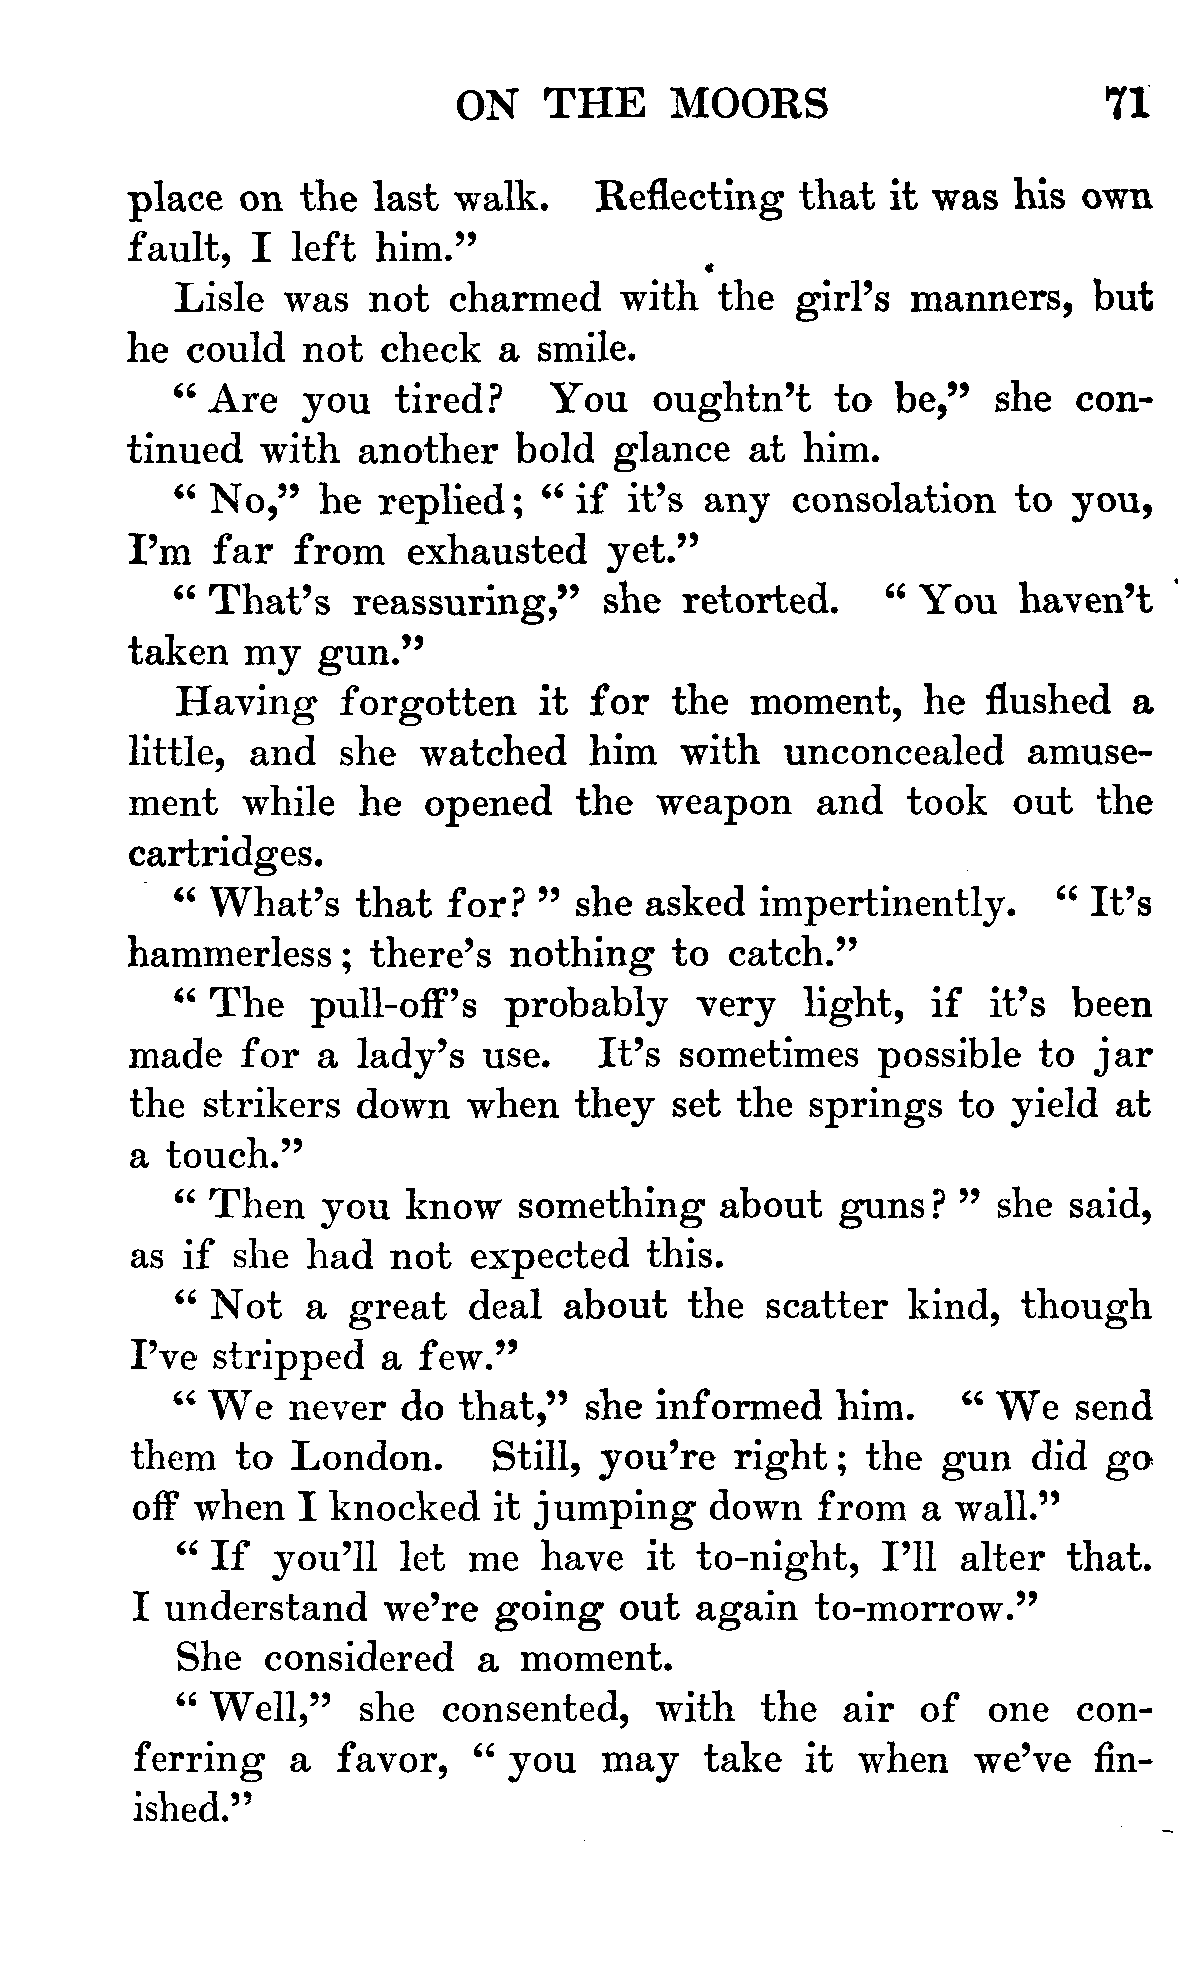 ON THE MOORS 71
place on the last walk. Reflecting that it was his own
fault, I left him."
Lisle was not charmed with the girl's manners, but
he could not check a smile.
"Are you tired? You oughtn't to be," she con-
tinued with another bold glance at him.
"No," he replied; "if it's any consolation to you,
I'm far from exhausted yet."
"That's reassuring," she retorted. "You haven't
taken my gun."
Having forgotten it for the moment, he flushed a
little, and she watched him with unconcealed amuse-
ment while he opened the weapon and took out the
cartridges.
"What's that for?" she asked impertinently. "It's
hammerless; there's nothing to catch."
"The pull-off's probably very light, if it's been
made for a lady's use. It's sometimes possible to jar
the strikers down when they set the springs to yield at
a touch."
"Then you know something about guns?" she said,
as if she had not expected this.
"Not a great deal about the scatter kind, though
I've stripped a few."
"We never do that," she informed him. "We send
them to London. Still, you're right; the gun did go
off when I knocked it jumping down from a wall."
"If you'll let me have it to-night, I'll alter that.
I understand we're going out again to-morrow."
She considered a moment.
"Well," she consented, with the air of one con-
ferring a favor, "you may take it when we've fin-
ished."